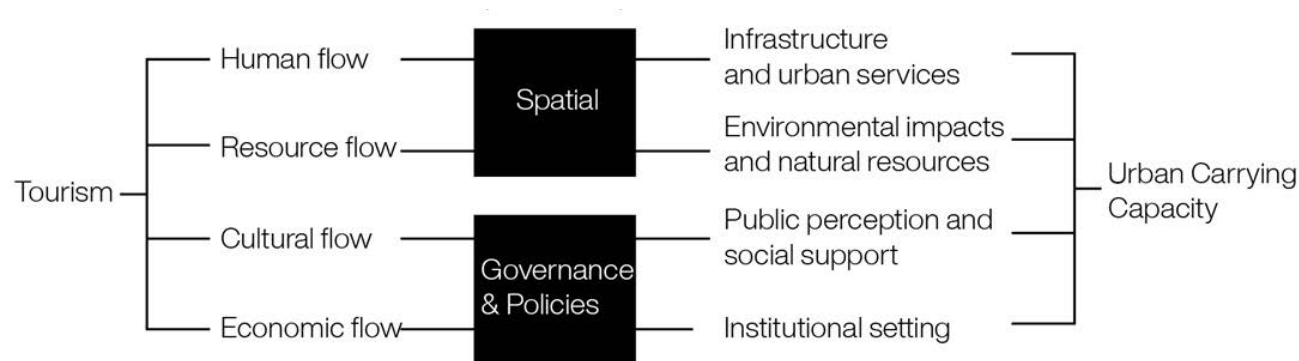 Tourism
Human flow
Resource flow
Cultural flow
Economic flow
Spatial
Governance
& Policies
Infrastructure
and urban services
Environmental impacts
and natural resources
Public perception and
social support
Institutional setting
Urban Carrying
Capacity